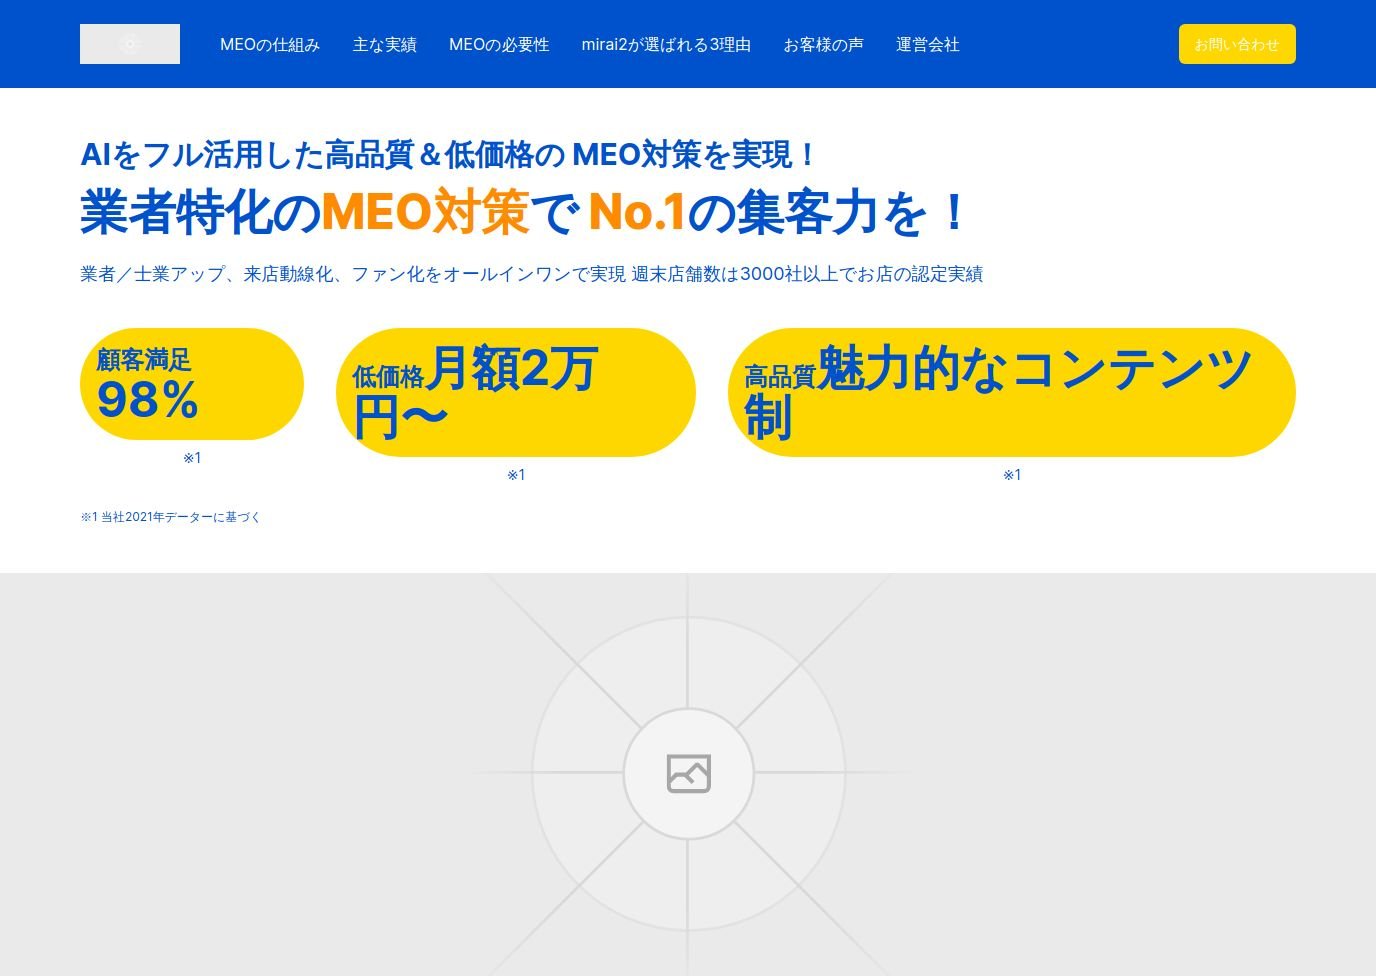 MEOの仕組み 主な実績 MEOの必要性 mirai2が選ばれる3理由 お客様の声 運営会社 お問い合わせ
AIをフル活用した高品質＆低価格の MEO対策を実現！
業者特化のMEO対策で No.1の集客力を！
業者／士業アップ、来店動線化、ファン化をオールインワンで実現 週末店舗数は3000社以上でお店の認定実績
顧客満足
98%
※1
低価格月額2万
円〜
※1
高品質魅力的なコンテンツ
制
※1
※1 当社2021年データーに基づく